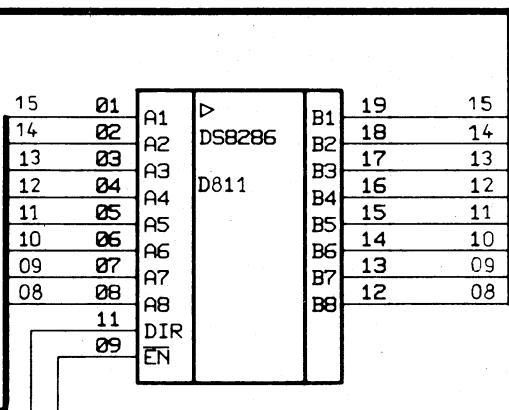 15 01 A1 ▷ B1 19 15
14 02 A2 DS8286 B2 18 14
13 03 A3 B3 17 13
12 04 A4 D811 B4 16 12
11 05 A5 B5 15 11
10 06 A6 B6 14 10
09 07 A7 B7 13 09
08 08 A8 B8 12 08
11 DIR
09 E̅N̅